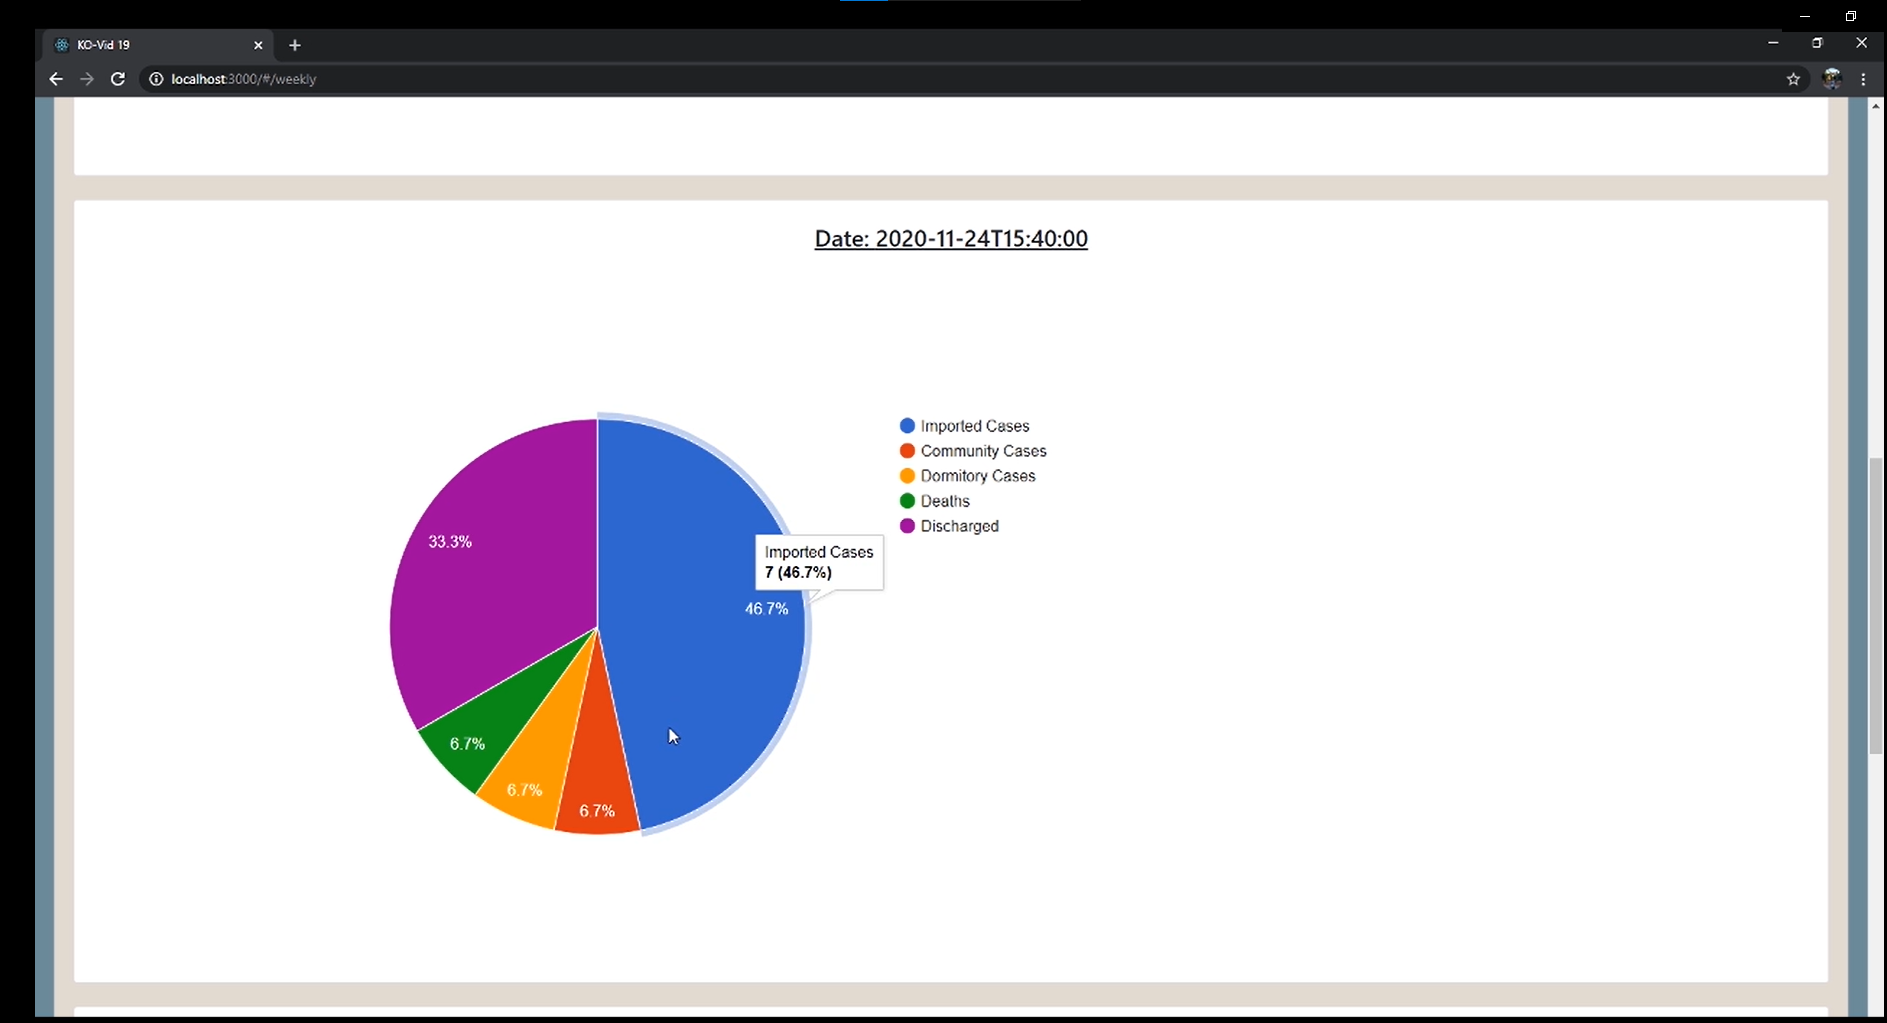 KO-Vid 19
localhost:3000/#/weekly
Date: 2020-11-24T15:40:00
Imported Cases
Community Cases
Dormitory Cases
Deaths
Discharged
33.3%
Imported Cases
7 (46.7%)
46.7%
6.7%
6.7%
6.7%